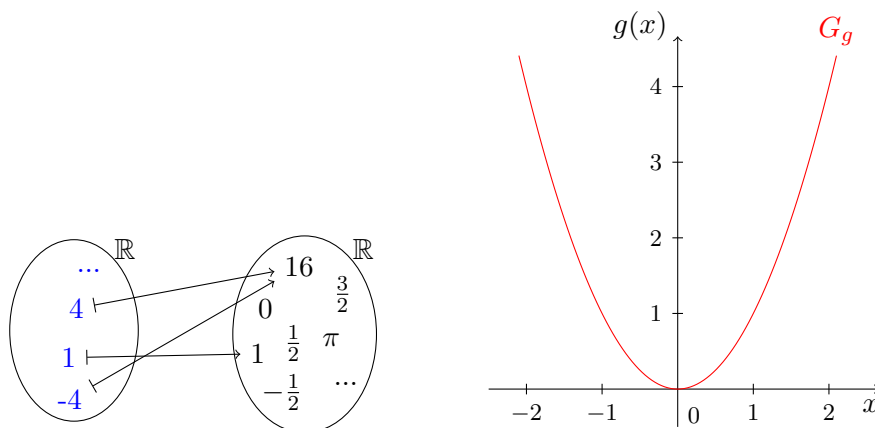 ℝ
...
4
1
-4
ℝ
16
3/2
0
1 1/2 π
−1/2 ...
g(x)
G_g
4
3
2
1
−2 −1 0 1 2 x